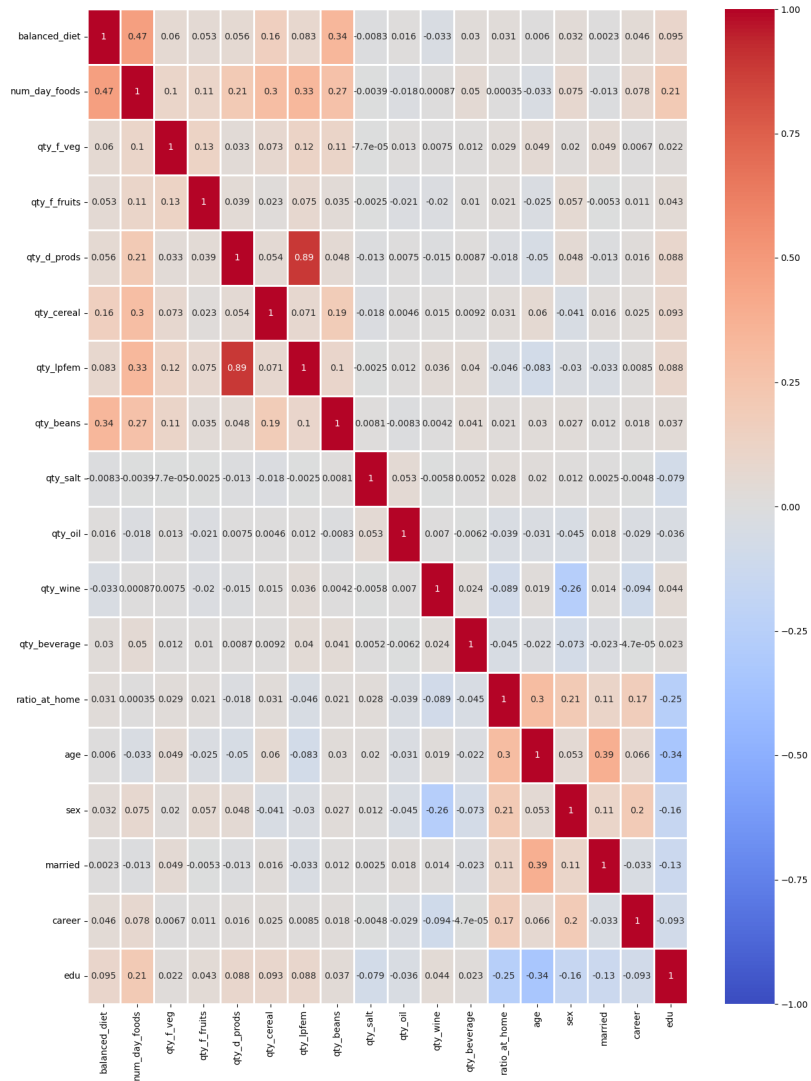 balanced_diet 1 0.47 0.06 0.053 0.056 0.16 0.083 0.34 -0.0083 0.016 -0.033 0.03 0.031 0.006 0.032 0.0023 0.046 0.095
num_day_foods 0.47 1 0.1 0.11 0.21 0.3 0.33 0.27 -0.0039 -0.018 0.00087 0.05 0.00035 -0.033 0.075 -0.013 0.078 0.21
qty_f_veg 0.06 0.1 1 0.13 0.033 0.073 0.12 0.11 -7.7e-05 0.013 0.0075 0.012 0.029 0.049 0.02 0.049 0.0067 0.022
qty_f_fruits 0.053 0.11 0.13 1 0.039 0.023 0.075 0.035 -0.0025 -0.021 -0.02 0.01 0.021 -0.025 0.057 -0.0053 0.011 0.043
qty_d_prods 0.056 0.21 0.033 0.039 1 0.054 0.89 0.048 -0.013 0.0075 -0.015 0.0087 -0.018 -0.05 0.048 -0.013 0.016 0.088
qty_cereal 0.16 0.3 0.073 0.023 0.054 1 0.071 0.19 -0.018 0.0046 0.015 0.0092 0.031 0.06 -0.041 0.016 0.025 0.093
qty_lpfem 0.083 0.33 0.12 0.075 0.89 0.071 1 0.1 -0.0025 0.012 0.036 0.04 -0.046 -0.083 -0.03 -0.033 0.0085 0.088
qty_beans 0.34 0.27 0.11 0.035 0.048 0.19 0.1 1 0.0081 -0.0083 0.0042 0.041 0.021 0.03 0.027 0.012 0.018 0.037
qty_salt -0.0083 -0.0039 -7.7e-05 -0.0025 -0.013 -0.018 -0.0025 0.0081 1 0.053 -0.0058 0.0052 0.028 0.02 0.012 0.0025 -0.0048 -0.079
qty_oil 0.016 -0.018 0.013 -0.021 0.0075 0.0046 0.012 -0.0083 0.053 1 0.007 -0.0062 -0.039 -0.031 -0.045 0.018 -0.029 -0.036
qty_wine -0.033 0.00087 0.0075 -0.02 -0.015 0.015 0.036 0.0042 -0.0058 0.007 1 0.024 -0.089 0.019 -0.26 0.014 -0.094 0.044
qty_beverage 0.03 0.05 0.012 0.01 0.0087 0.0092 0.04 0.041 0.0052 -0.0062 0.024 1 -0.045 -0.022 -0.073 -0.023 -4.7e-05 0.023
ratio_at_home 0.031 0.00035 0.029 0.021 -0.018 0.031 -0.046 0.021 0.028 -0.039 -0.089 -0.045 1 0.3 0.21 0.11 0.17 -0.25
age 0.006 -0.033 0.049 -0.025 -0.05 0.06 -0.083 0.03 0.02 -0.031 0.019 -0.022 0.3 1 0.053 0.39 0.066 -0.34
sex 0.032 0.075 0.02 0.057 0.048 -0.041 -0.03 0.027 0.012 -0.045 -0.26 -0.073 0.21 0.053 1 0.11 0.2 -0.16
married 0.0023 -0.013 0.049 -0.0053 -0.013 0.016 -0.033 0.012 0.0025 0.018 0.014 -0.023 0.11 0.39 0.11 1 -0.033 -0.13
career 0.046 0.078 0.0067 0.011 0.016 0.025 0.0085 0.018 -0.0048 -0.029 -0.094 -4.7e-05 0.17 0.066 0.2 -0.033 1 -0.093
edu 0.095 0.21 0.022 0.043 0.088 0.093 0.088 0.037 -0.079 -0.036 0.044 0.023 -0.25 -0.34 -0.16 -0.13 -0.093 1
balanced_diet num_day_foods qty_f_veg qty_f_fruits qty_d_prods qty_cereal qty_lpfem qty_beans qty_salt qty_oil qty_wine qty_beverage ratio_at_home age sex married career edu
1.00
0.75
0.50
0.25
0.00
−0.25
−0.50
−0.75
−1.00